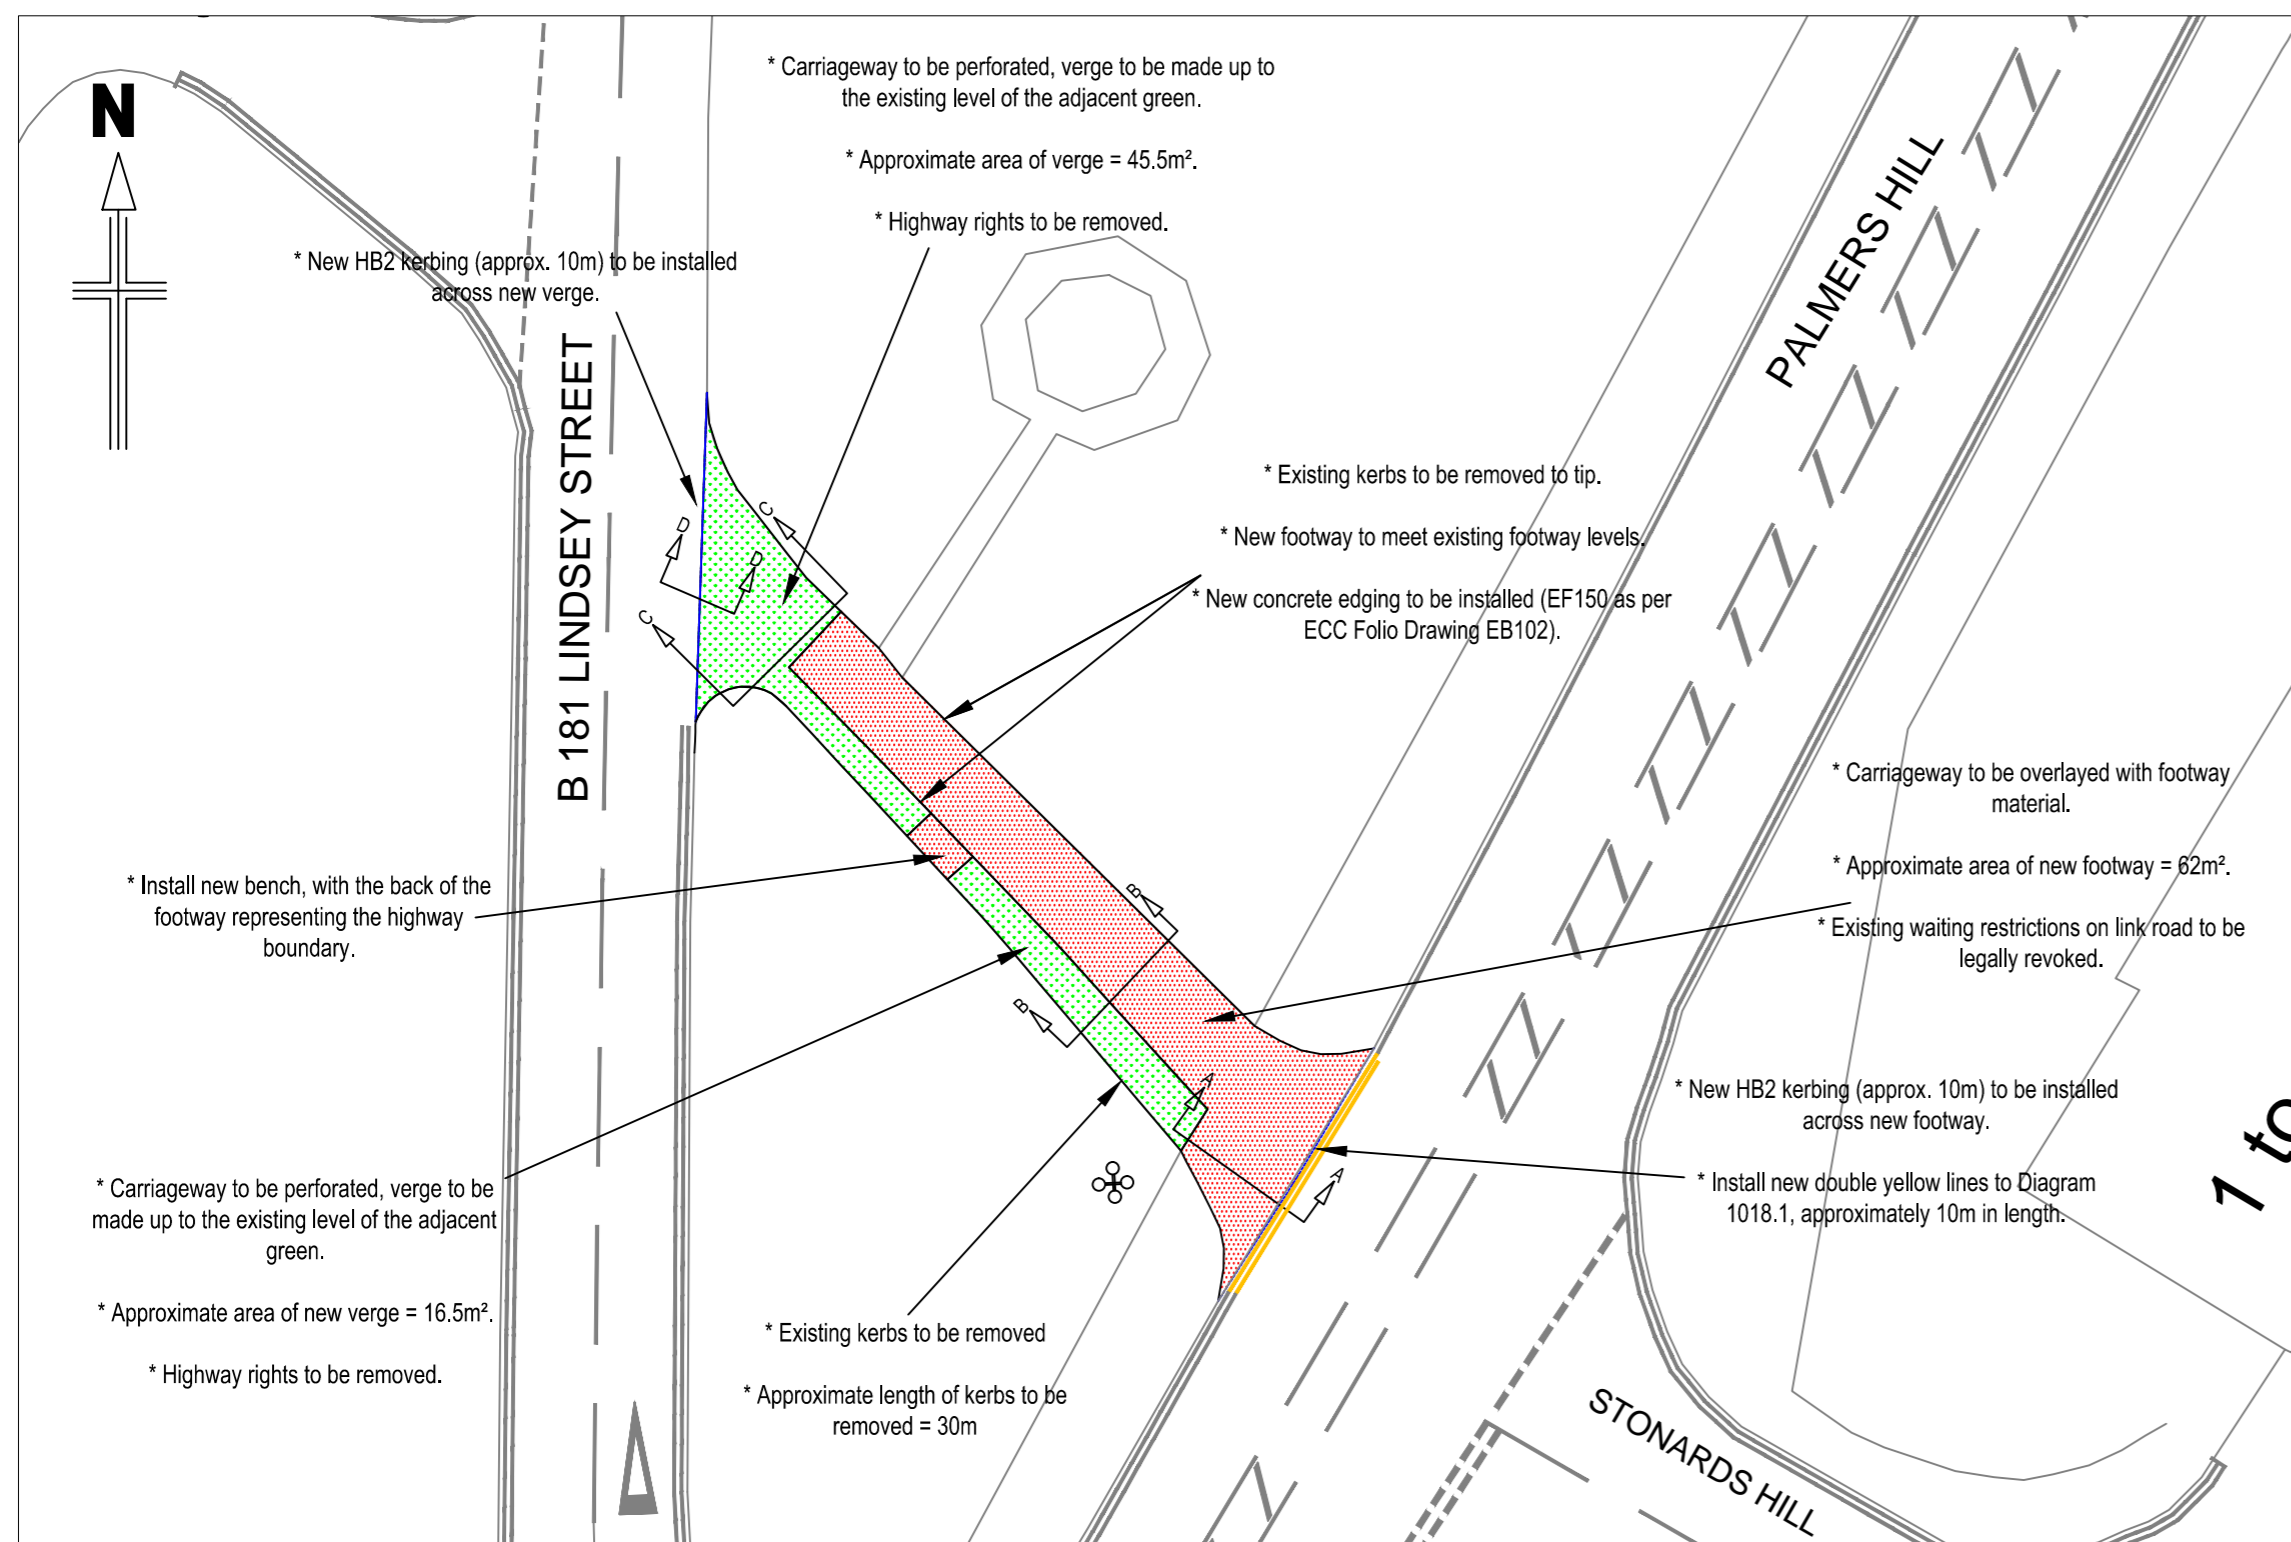 N
* Carriageway to be perforated, verge to be made up to
the existing level of the adjacent green.
* Approximate area of verge = 45.5m².
* Highway rights to be removed.
* New HB2 kerbing (approx. 10m) to be installed
across new verge.
B 181 LINDSEY STREET
PALMERS HILL
* Existing kerbs to be removed to tip.
* New footway to meet existing footway levels.
* New concrete edging to be installed (EF150 as per
ECC Folio Drawing EB102).
C
D
D
C
* Carriageway to be overlayed with footway
material.
* Approximate area of new footway = 62m².
* Existing waiting restrictions on link road to be
legally revoked.
* Install new bench, with the back of the
footway representing the highway
boundary.
B
B
A
A
* New HB2 kerbing (approx. 10m) to be installed
across new footway.
* Install new double yellow lines to Diagram
1018.1, approximately 10m in length.
1 to
* Carriageway to be perforated, verge to be
made up to the existing level of the adjacent
green.
* Approximate area of new verge = 16.5m².
* Highway rights to be removed.
* Existing kerbs to be removed
* Approximate length of kerbs to be
removed = 30m
STONARDS HILL